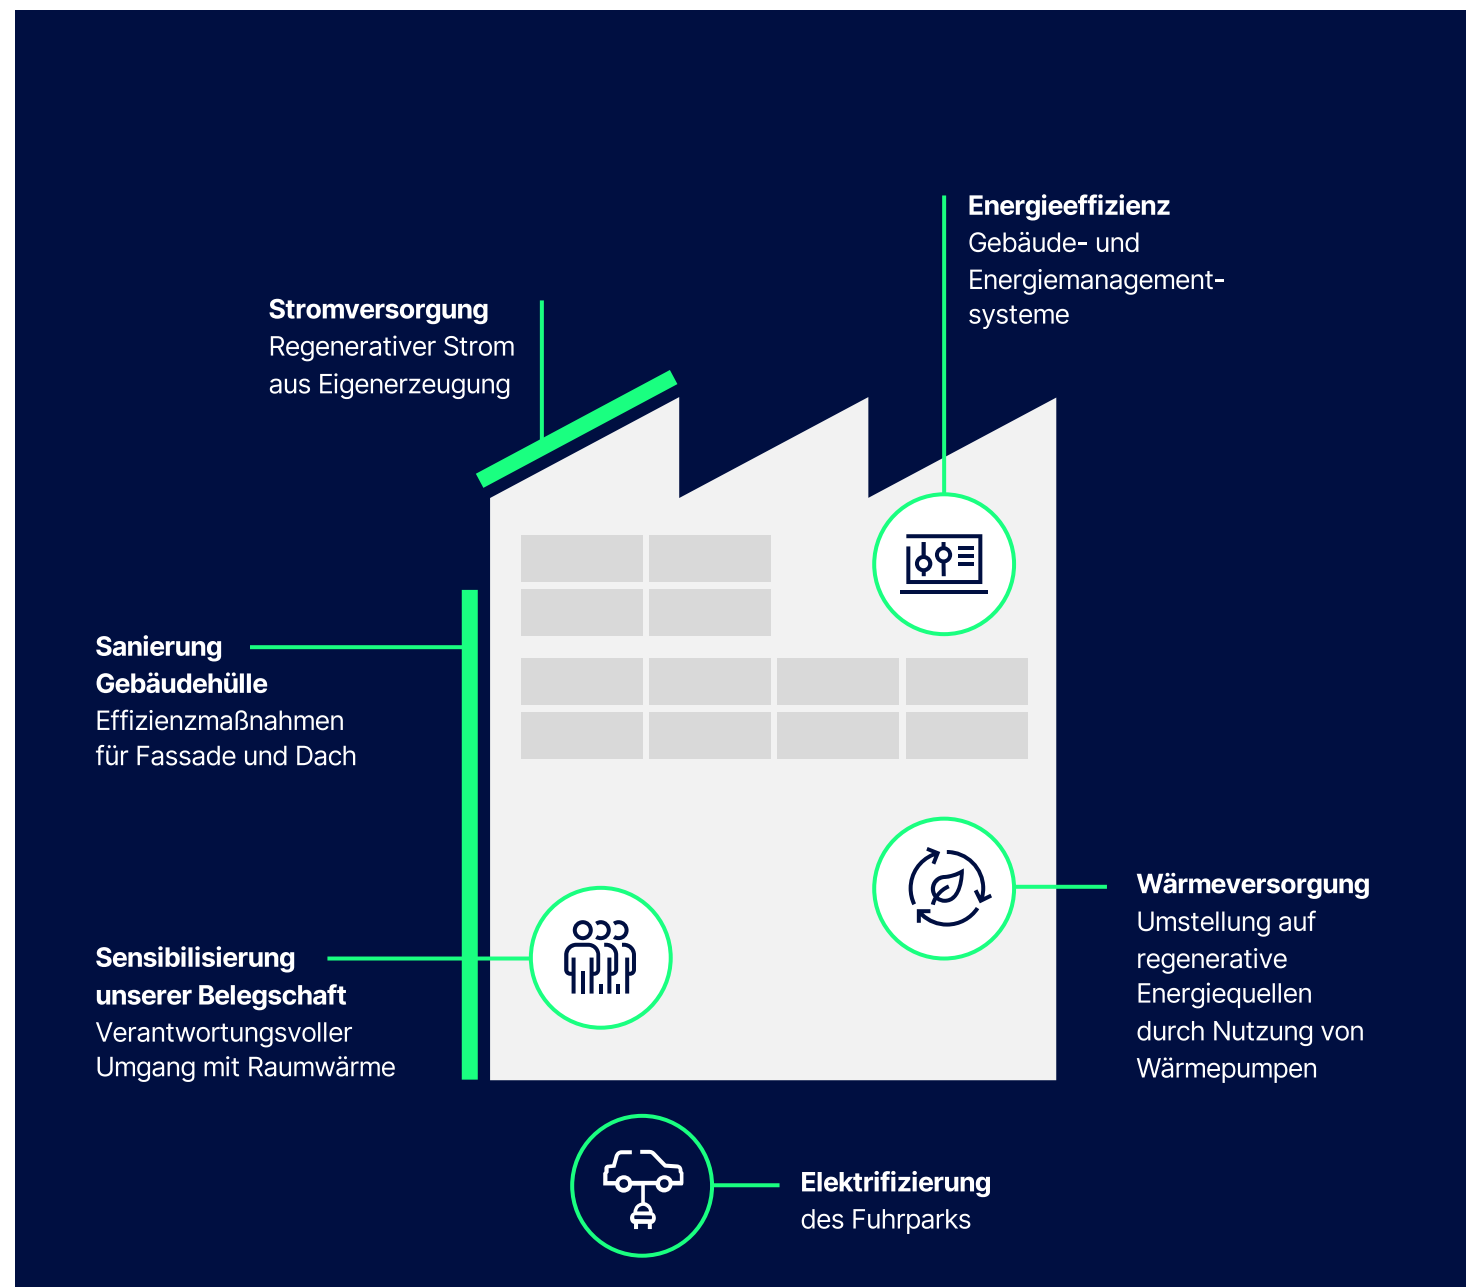 Energieeffizienz
Gebäude- und
Energiemanagement-
systeme
Stromversorgung
Regenerativer Strom
aus Eigenerzeugung
Sanierung
Gebäudehülle
Effizienzmaßnahmen
für Fassade und Dach
Wärmeversorgung
Umstellung auf
regenerative
Energiequellen
durch Nutzung von
Wärmepumpen
Sensibilisierung
unserer Belegschaft
Verantwortungsvoller
Umgang mit Raumwärme
Elektrifizierung
des Fuhrparks